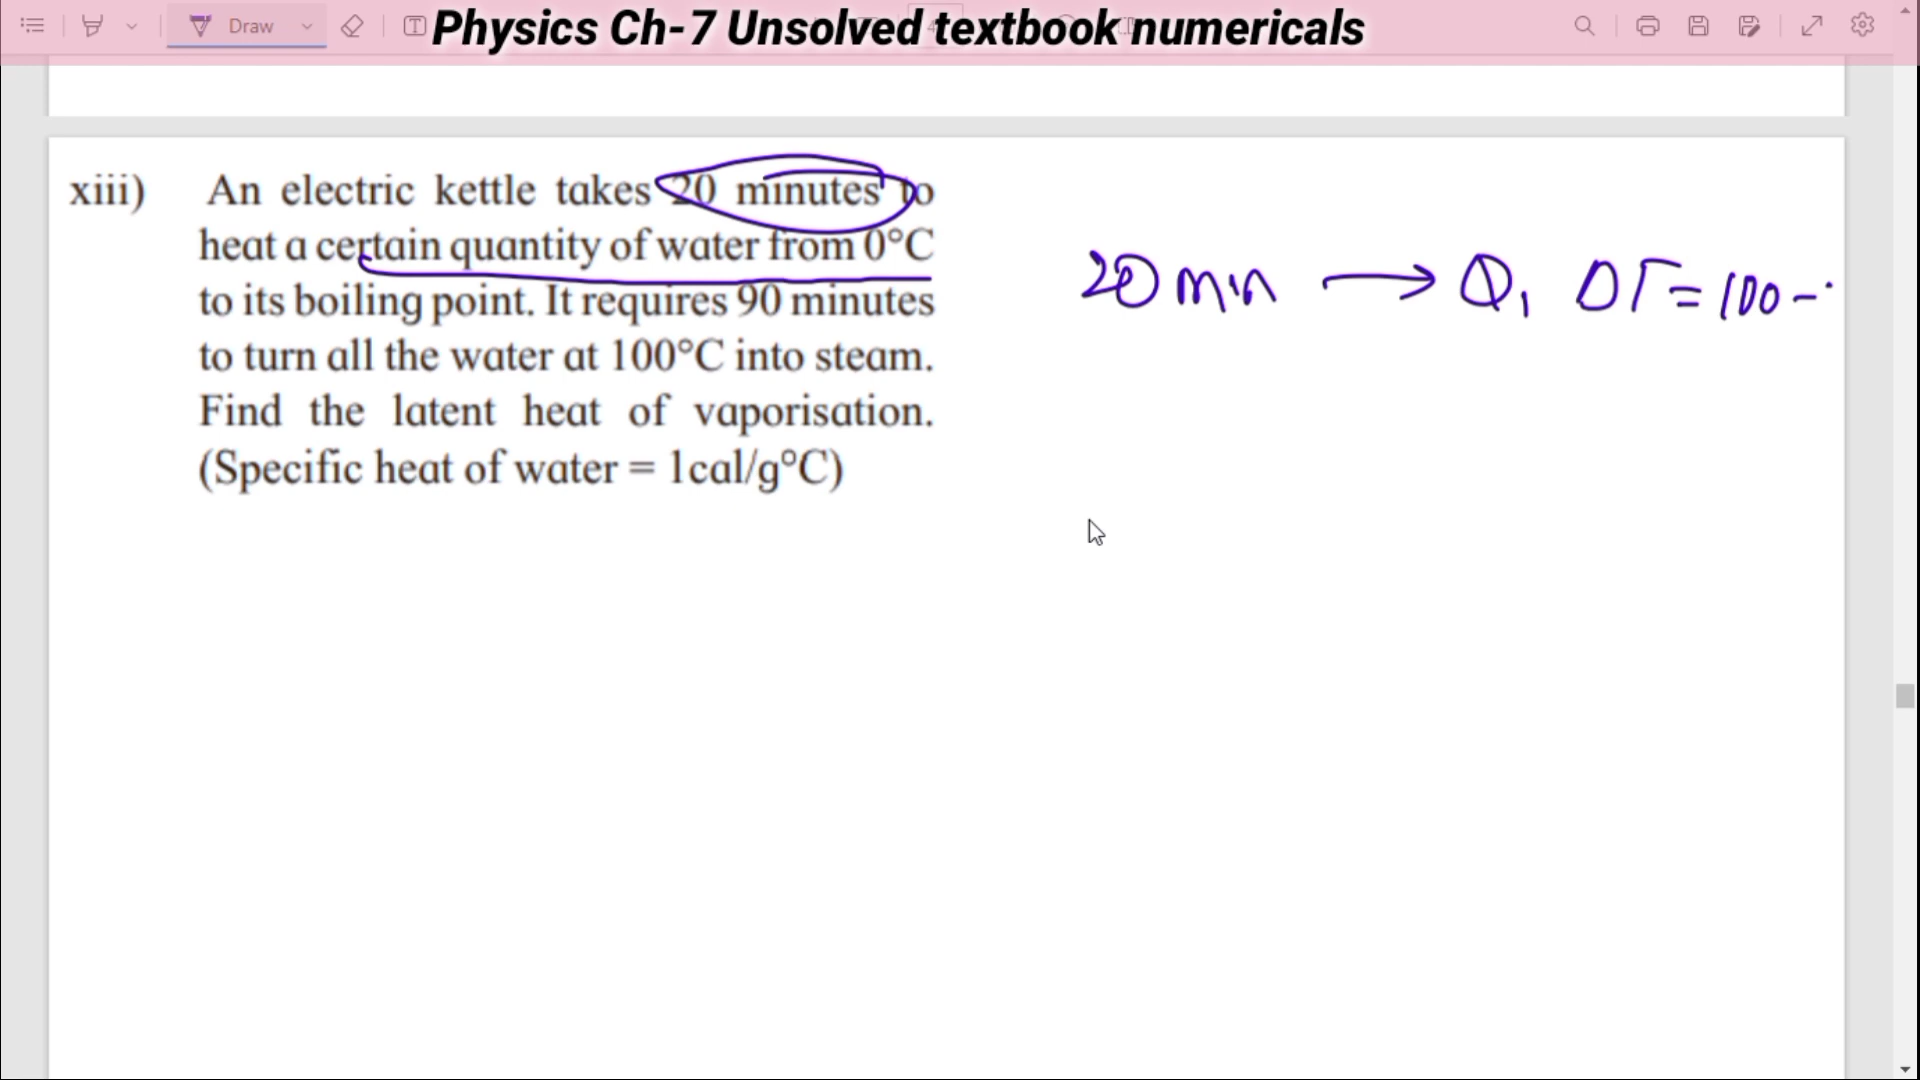 Draw
Physics Ch-7 Unsolved textbook numericals
xiii) An electric kettle takes 20 minutes to
heat a certain quantity of water from 0°C
to its boiling point. It requires 90 minutes
to turn all the water at 100°C into steam.
Find the latent heat of vaporisation.
(Specific heat of water = 1cal/g°C)
20 min → Q₁ ΔT = 100 -